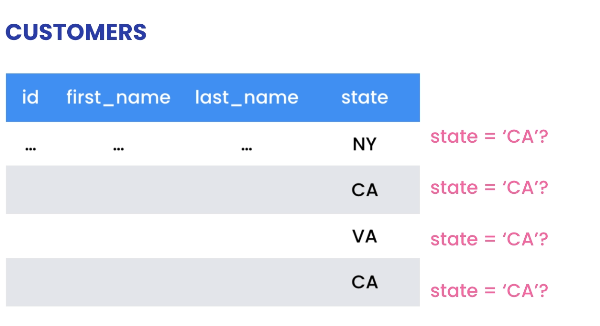 CUSTOMERS
id first_name last_name state
... ... ... NY state = ‘CA’?
CA state = ‘CA’?
VA state = ‘CA’?
CA state = ‘CA’?